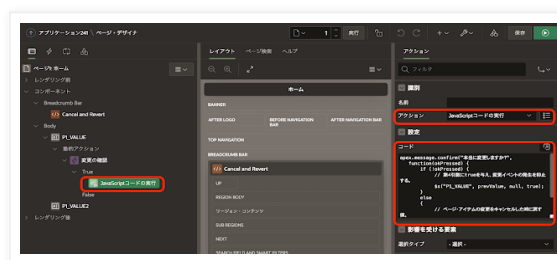 アプリケーション241 \ ページ・デザイナ
1
実行
保存
レイアウト ページ検索 ヘルプ
アクション
ページ1: ホーム
フィルタ
レンダリング前
コンポーネント
Breadcrumb Bar
Cancel and Revert
Body
P1_VALUE
動的アクション
変更の確認
True
JavaScriptコードの実行
False
P1_VALUE2
レンダリング後
ホーム
BANNER
AFTER LOGO
BEFORE NAVIGATION BAR
AFTER NAVIGATION BAR
TOP NAVIGATION
BREADCRUMB BAR
Cancel and Revert
UP
REGION BODY
SUB REGIONS
NEXT
SEARCH FIELD AND SMART FILTERS
識別
名前
アクション JavaScriptコードの実行
設定
コード
apex.message.confirm("本当に変更しますか?",
function(okPressed) {
if (!okPressed) {
// 第4引数にtrueを与え、変更イベントの発生を抑止
する。
$s("P1_VALUE", prevValue, null, true);
}
else
{
// ページ・アイテムの変更をキャンセルした時に戻す
値。
影響を受ける要素
選択タイプ - 選択 -